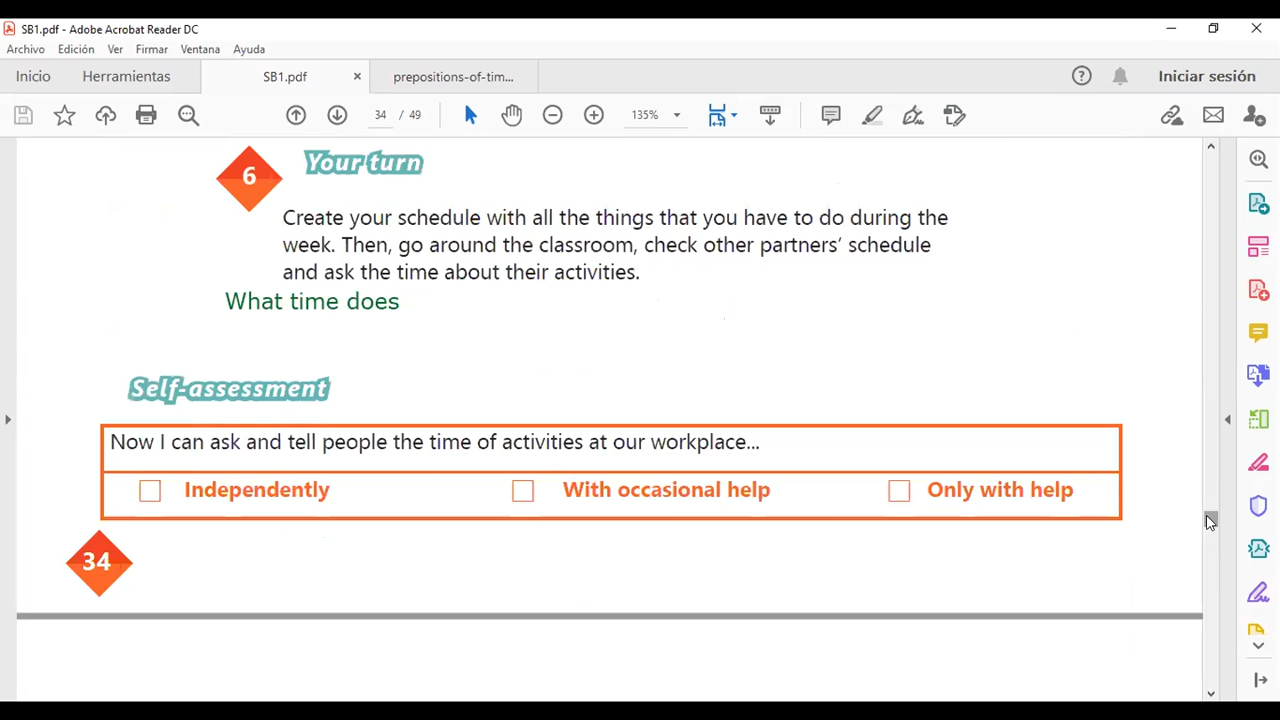 SB1.pdf - Adobe Acrobat Reader DC
Archivo Edición Ver Firmar Ventana Ayuda
Inicio Herramientas SB1.pdf × prepositions-of-tim... Iniciar sesión
34 / 49 135%
6 Your turn
Create your schedule with all the things that you have to do during the
week. Then, go around the classroom, check other partners' schedule
and ask the time about their activities.
What time does
Self-assessment
Now I can ask and tell people the time of activities at our workplace...
Independently With occasional help Only with help
34